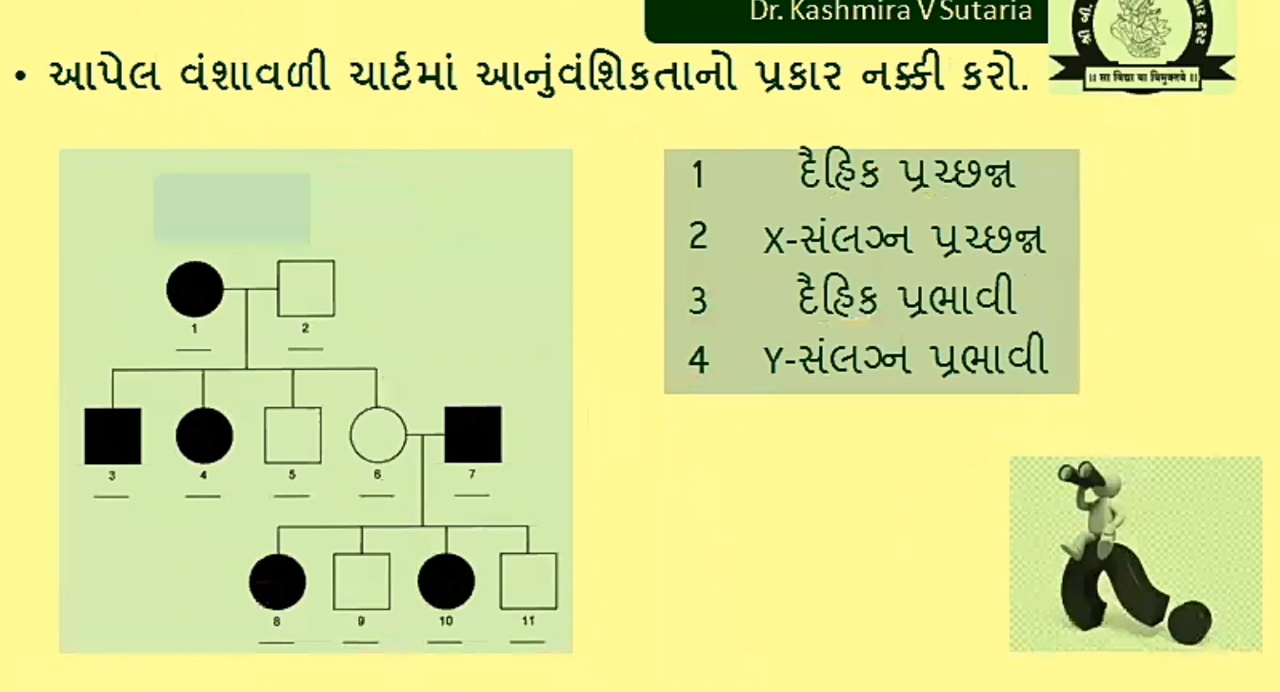 Dr. Kashmira V Sutaria
।। सा विद्या या विमुक्तये ।।
• આપેલ વંશાવળી ચાર્ટમાં આનુંવંશિકતાનો પ્રકાર નક્કી કરો.
1 દૈહિક પ્રચ્છન્ન
2 X-સંલગ્ન પ્રચ્છન્ન
3 દૈહિક પ્રભાવી
4 Y-સંલગ્ન પ્રભાવી
1 2
3 4 5 6 7
8 9 10 11